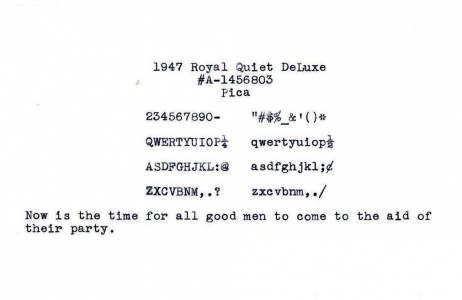 1947 Royal Quiet DeLuxe
#A-1456803
Pica
234567890-   "#$%_&'()*
QWERTYUIOP¼   qwertyuiop½
ASDFGHJKL:@   asdfghjkl;¢
ZXCVBNM,.?   zxcvbnm,./
Now is the time for all good men to come to the aid of
their party.